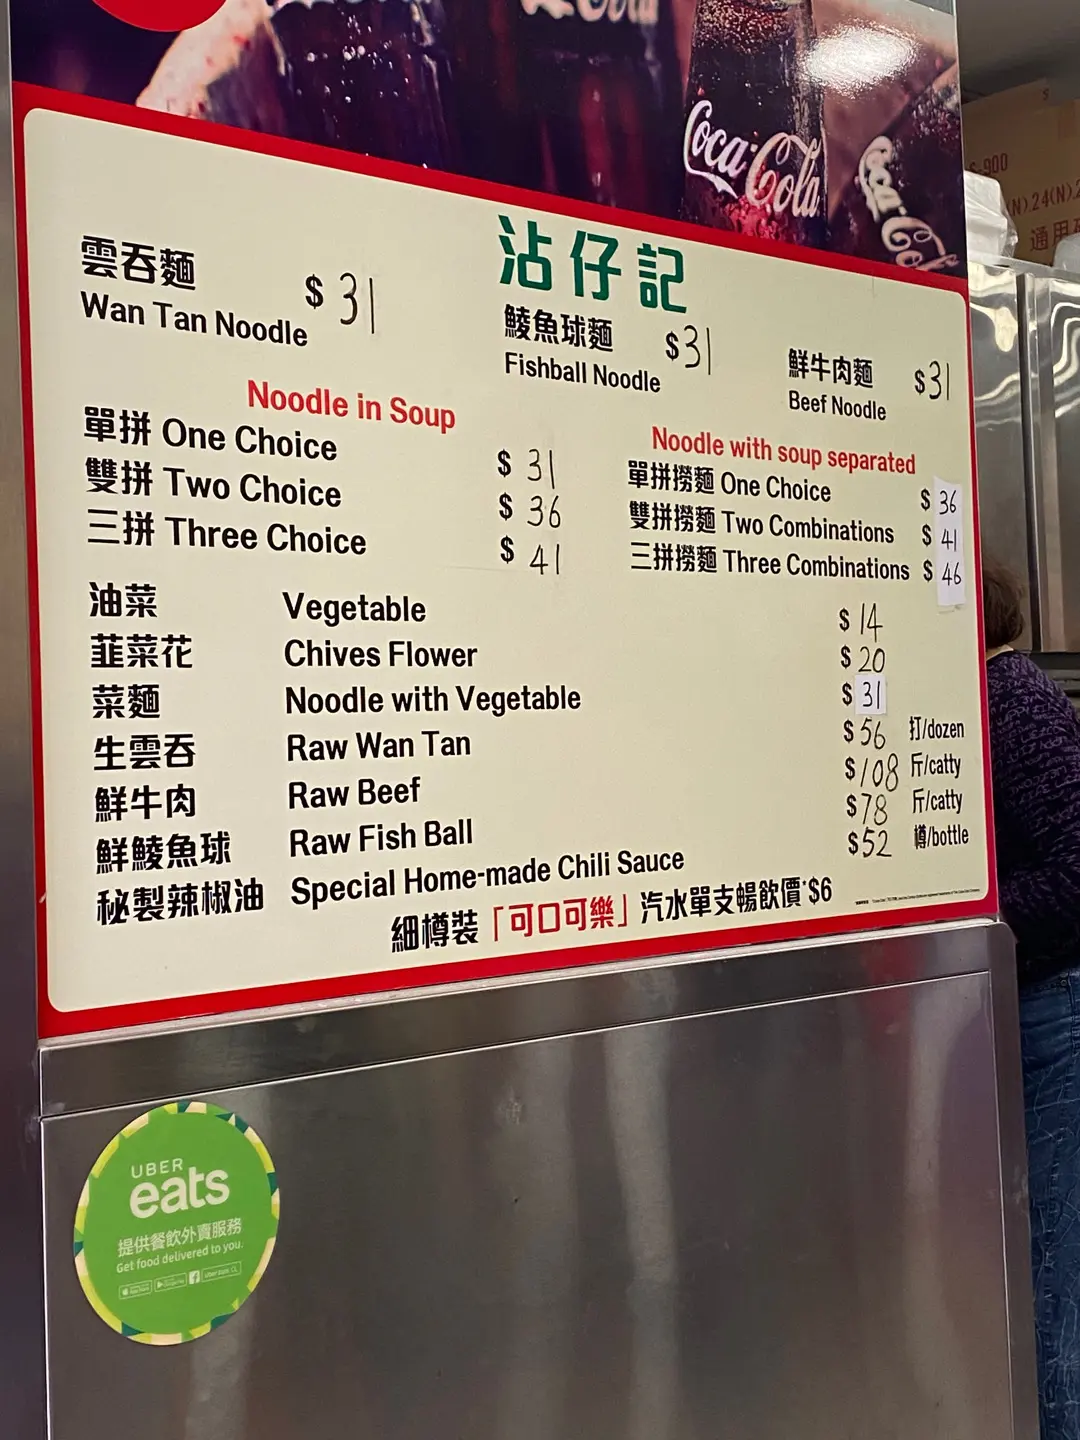 Coca-Cola
Coca-Cola
沾仔記
雲吞麵 $31
Wan Tan Noodle
鯪魚球麵 $31
Fishball Noodle
鮮牛肉麵 $31
Beef Noodle
Noodle in Soup
單拼 One Choice $31
雙拼 Two Choice $36
三拼 Three Choice $41
Noodle with soup separated
單拼撈麵 One Choice $36
雙拼撈麵 Two Combinations $41
三拼撈麵 Three Combinations $46
油菜 Vegetable $14
韮菜花 Chives Flower $20
菜麵 Noodle with Vegetable $31
生雲吞 Raw Wan Tan $56 打/dozen
鮮牛肉 Raw Beef $108 斤/catty
鮮鯪魚球 Raw Fish Ball $78 斤/catty
秘製辣椒油 Special Home-made Chili Sauce $52 樽/bottle
細樽裝「可口可樂」汽水單支暢飲價*$6
UBER
eats
提供餐飲外賣服務
Get food delivered to you.